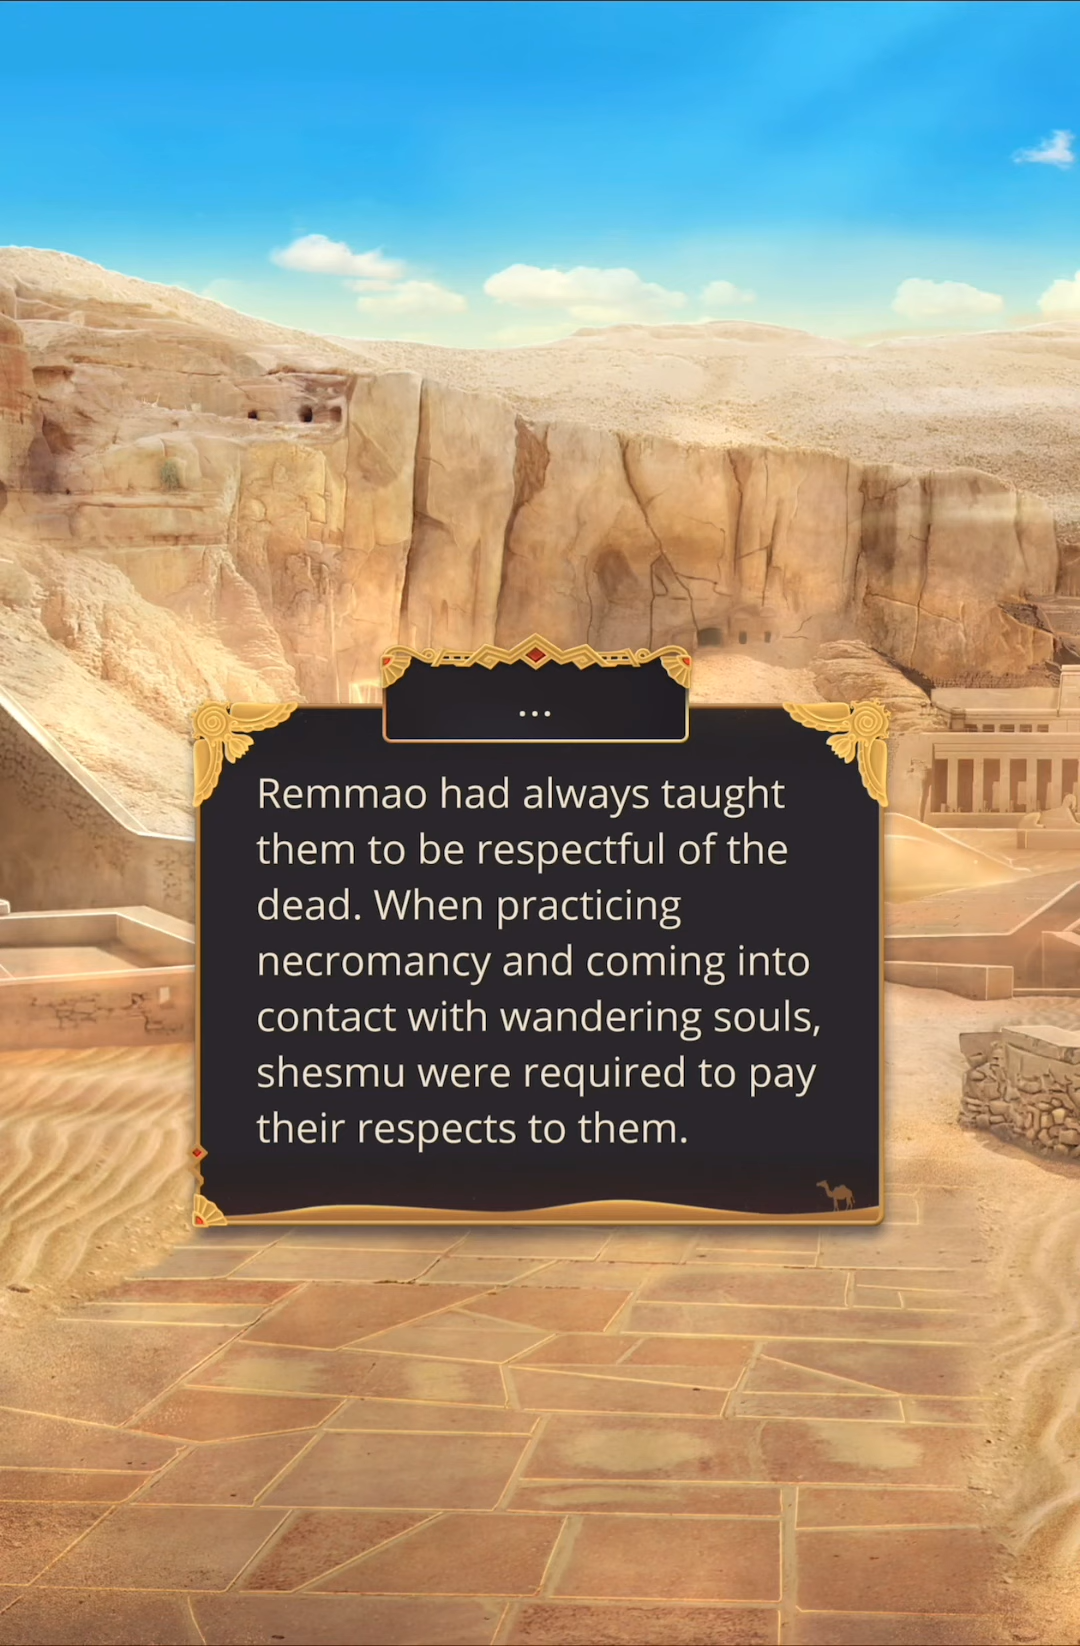 ...
Remmao had always taught
them to be respectful of the
dead. When practicing
necromancy and coming into
contact with wandering souls,
shesmu were required to pay
their respects to them.